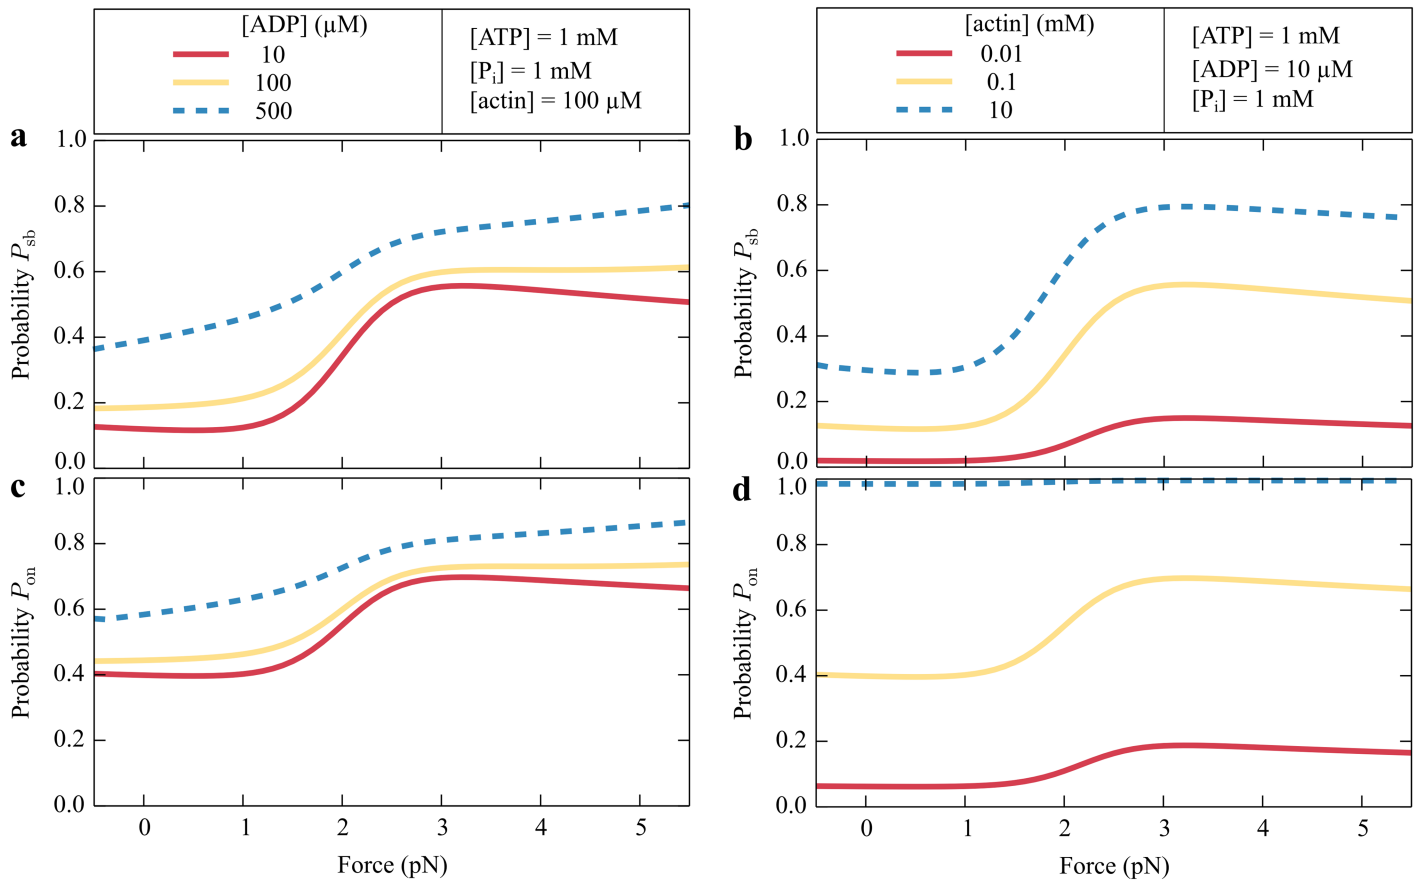 [ADP] (µM)
10
100
500
[ATP] = 1 mM
[Pi] = 1 mM
[actin] = 100 µM
[actin] (mM)
0.01
0.1
10
[ATP] = 1 mM
[ADP] = 10 µM
[Pi] = 1 mM
a
1.0
0.8
0.6
0.4
0.2
0.0
Probability Psb
b
1.0
0.8
0.6
0.4
0.2
0.0
Probability Psb
c
1.0
0.8
0.6
0.4
0.2
0.0
Probability Pon
0 1 2 3 4 5
Force (pN)
d
1.0
0.8
0.6
0.4
0.2
0.0
Probability Pon
0 1 2 3 4 5
Force (pN)